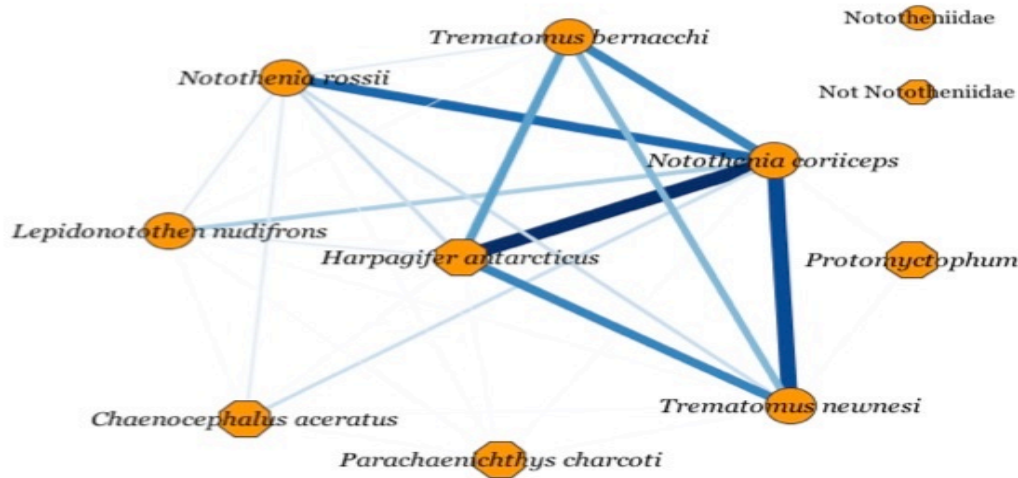 Nototheniidae
Trematomus bernacchi
Notothenia rossii
Not Nototheniidae
Notothenia coriiceps
Lepidonotothen nudifrons
Harpagifer antarcticus
Protomyctophum
Trematomus newnesi
Chaenocephalus aceratus
Parachaenichthys charcoti